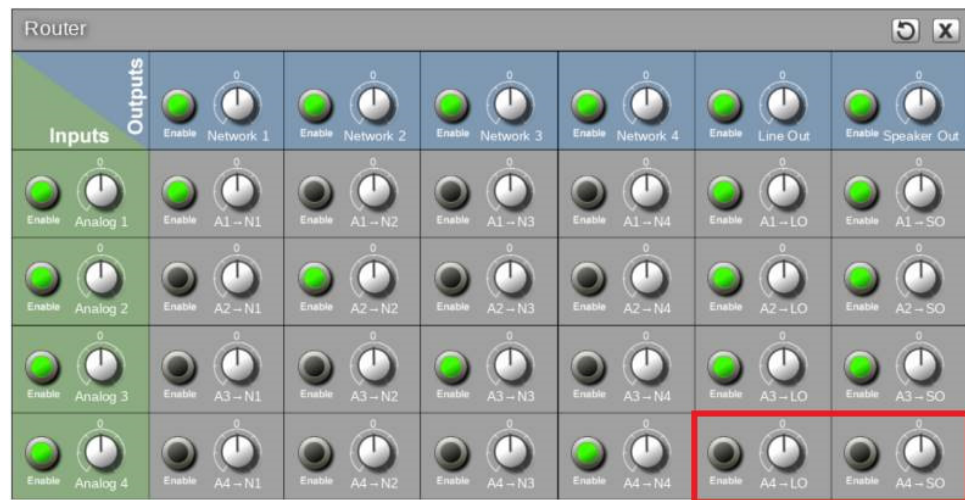 Router
Outputs
Inputs
0 0 0 0 0 0
Enable Network 1 Enable Network 2 Enable Network 3 Enable Network 4 Enable Line Out Enable Speaker Out
0 0 0 0 0 0 0
Enable Analog 1 Enable A1→N1 Enable A1→N2 Enable A1→N3 Enable A1→N4 Enable A1→LO Enable A1→SO
0 0 0 0 0 0 0
Enable Analog 2 Enable A2→N1 Enable A2→N2 Enable A2→N3 Enable A2→N4 Enable A2→LO Enable A2→SO
0 0 0 0 0 0 0
Enable Analog 3 Enable A3→N1 Enable A3→N2 Enable A3→N3 Enable A3→N4 Enable A3→LO Enable A3→SO
0 0 0 0 0 0 0
Enable Analog 4 Enable A4→N1 Enable A4→N2 Enable A4→N3 Enable A4→N4 Enable A4→LO Enable A4→SO